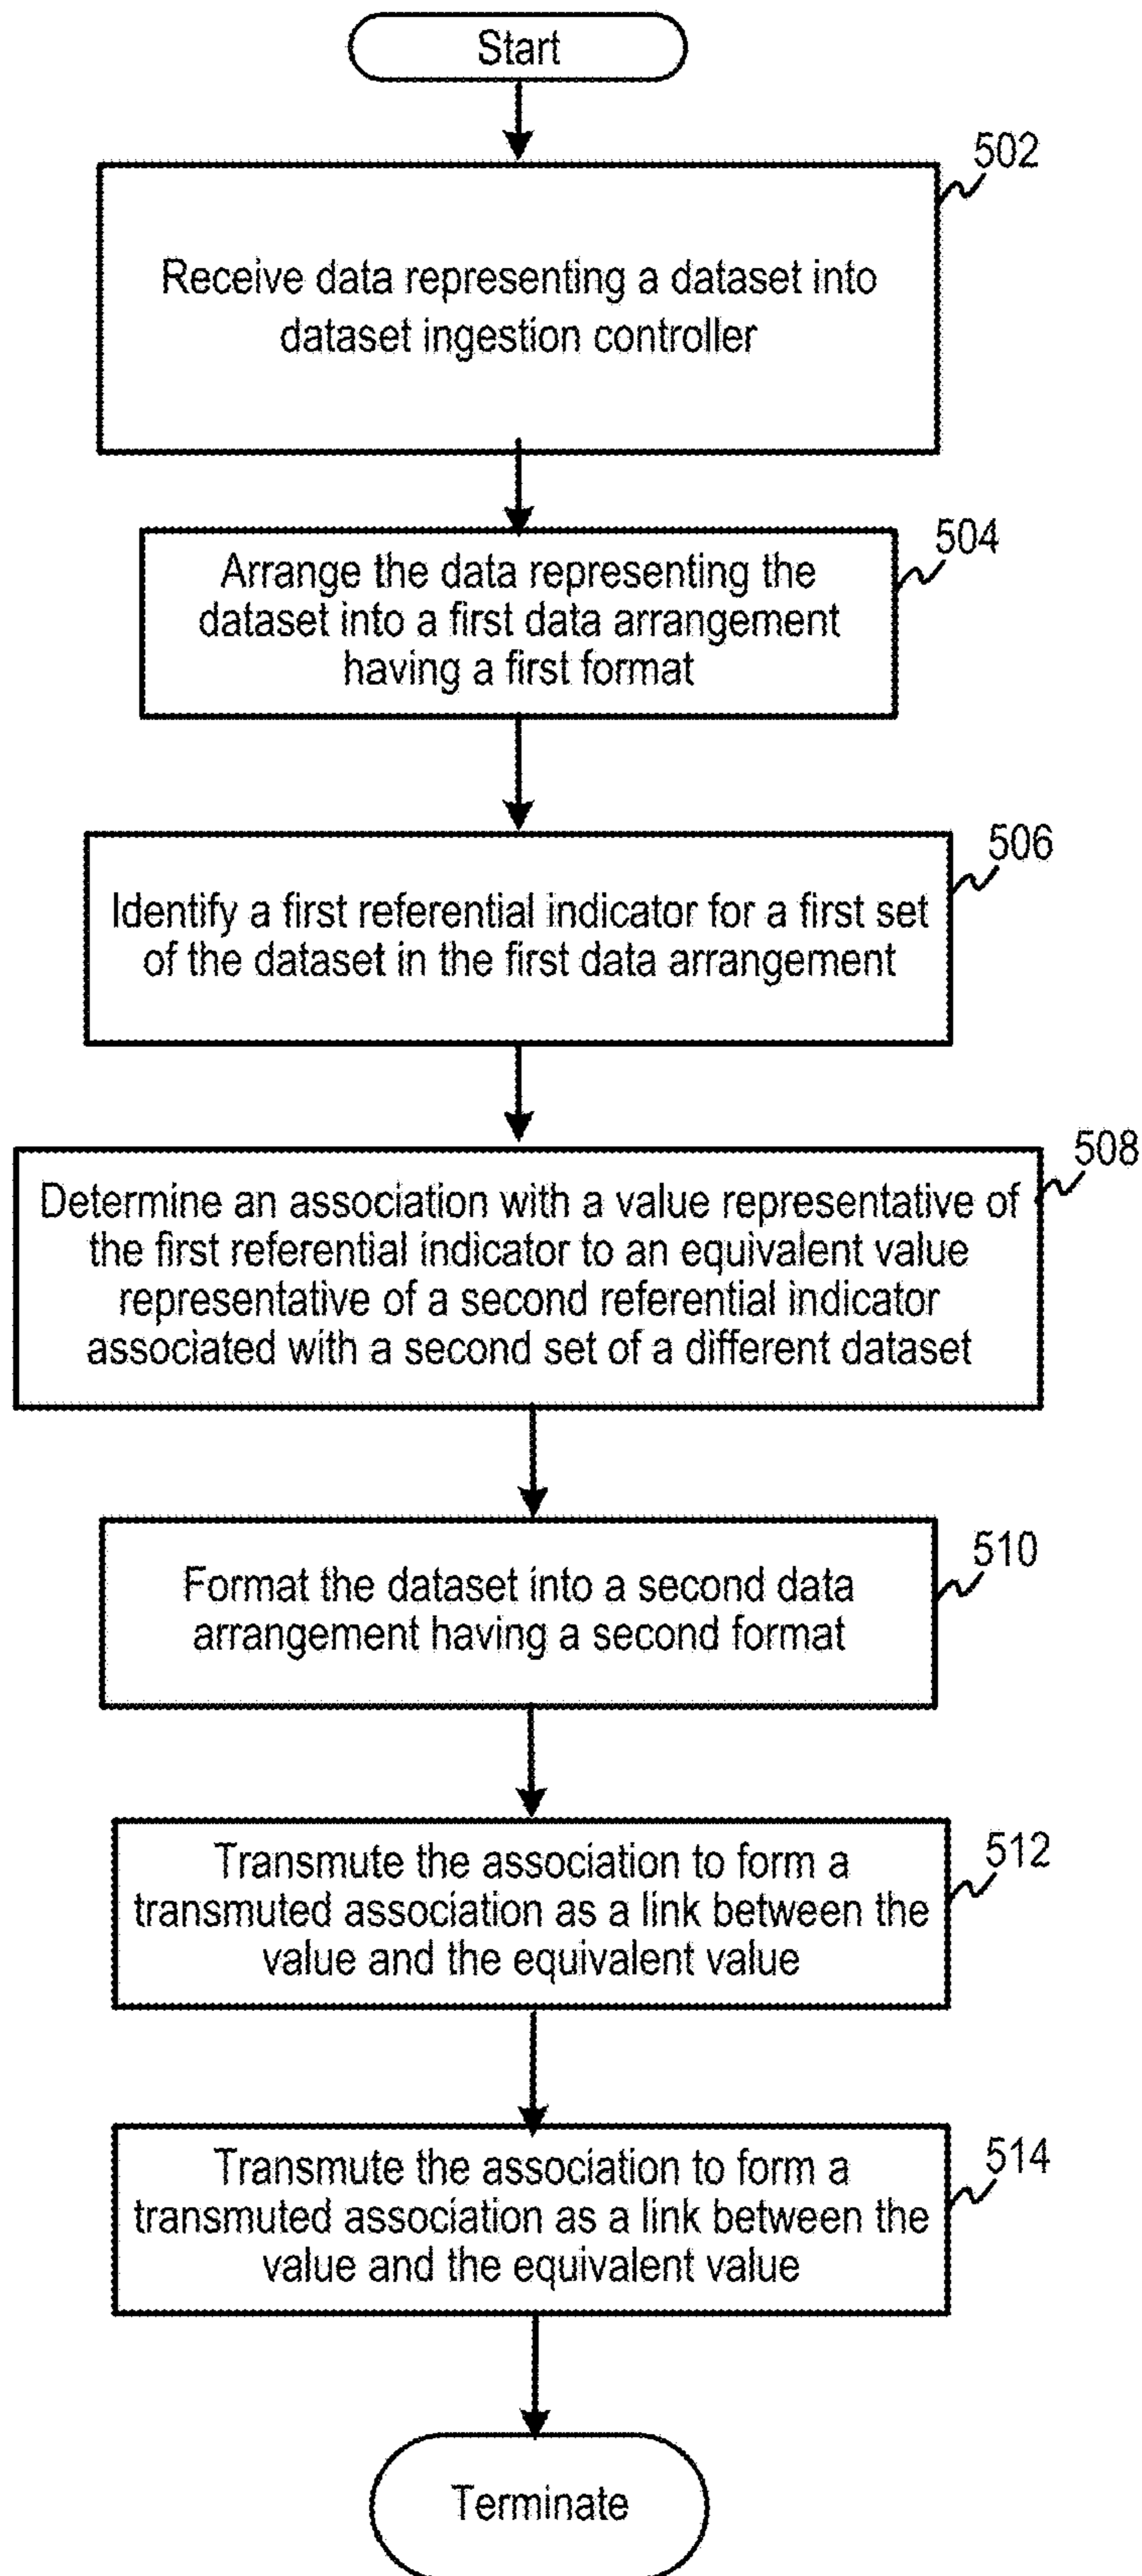 Start
502
Receive data representing a dataset into
dataset ingestion controller
504
Arrange the data representing the
dataset into a first data arrangement
having a first format
506
Identify a first referential indicator for a first set
of the dataset in the first data arrangement
508
Determine an association with a value representative of
the first referential indicator to an equivalent value
representative of a second referential indicator
associated with a second set of a different dataset
510
Format the dataset into a second data
arrangement having a second format
512
Transmute the association to form a
transmuted association as a link between the
value and the equivalent value
514
Transmute the association to form a
transmuted association as a link between the
value and the equivalent value
Terminate